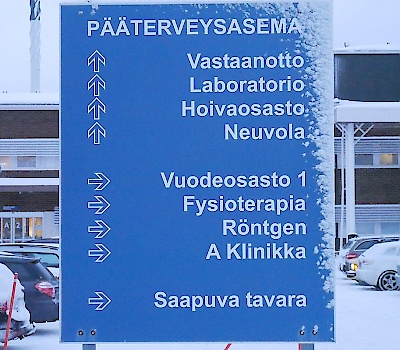 PÄÄTERVEYSASEMA
Vastaanotto
Laboratorio
Hoivaosasto
Neuvola
Vuodeosasto 1
Fysioterapia
Röntgen
A Klinikka
Saapuva tavara